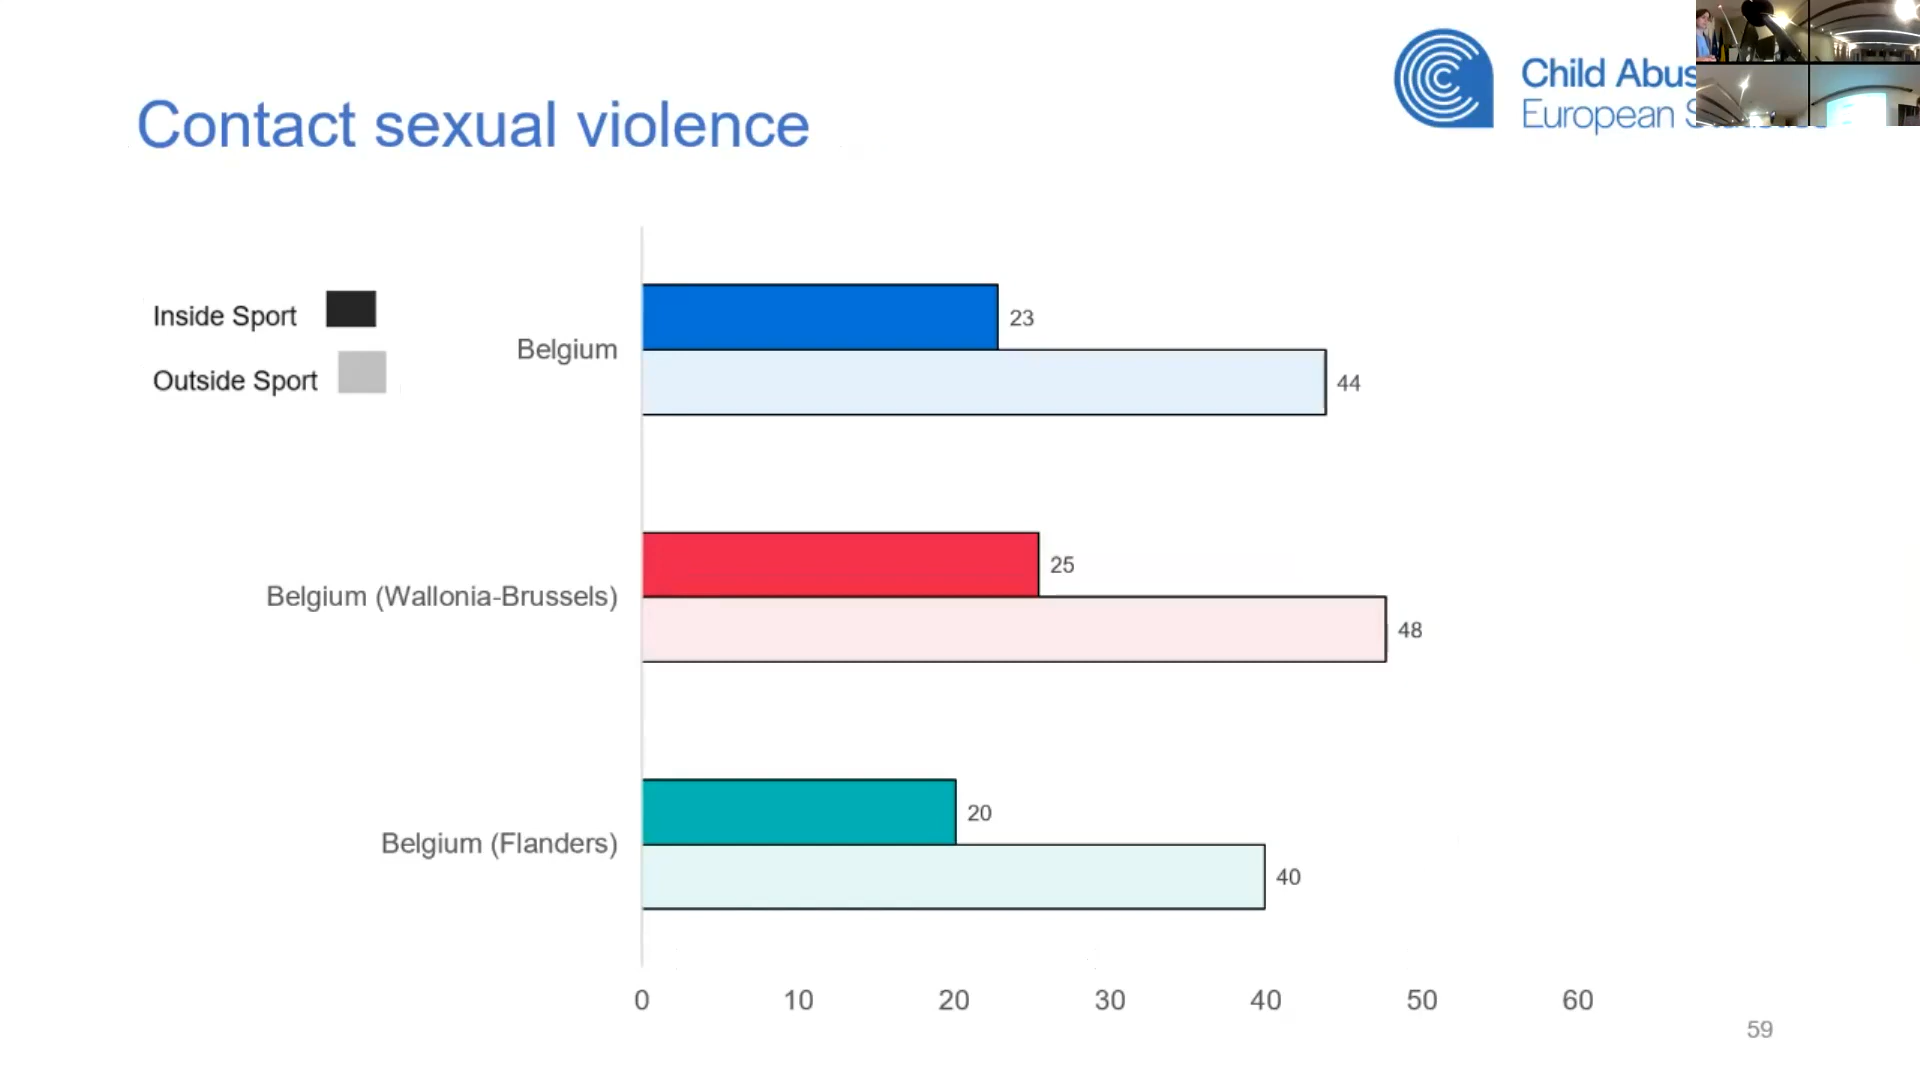 Contact sexual violence
Child Abus
European
Inside Sport
Outside Sport
Belgium
23
44
Belgium (Wallonia-Brussels)
25
48
Belgium (Flanders)
20
40
0 10 20 30 40 50 60
59